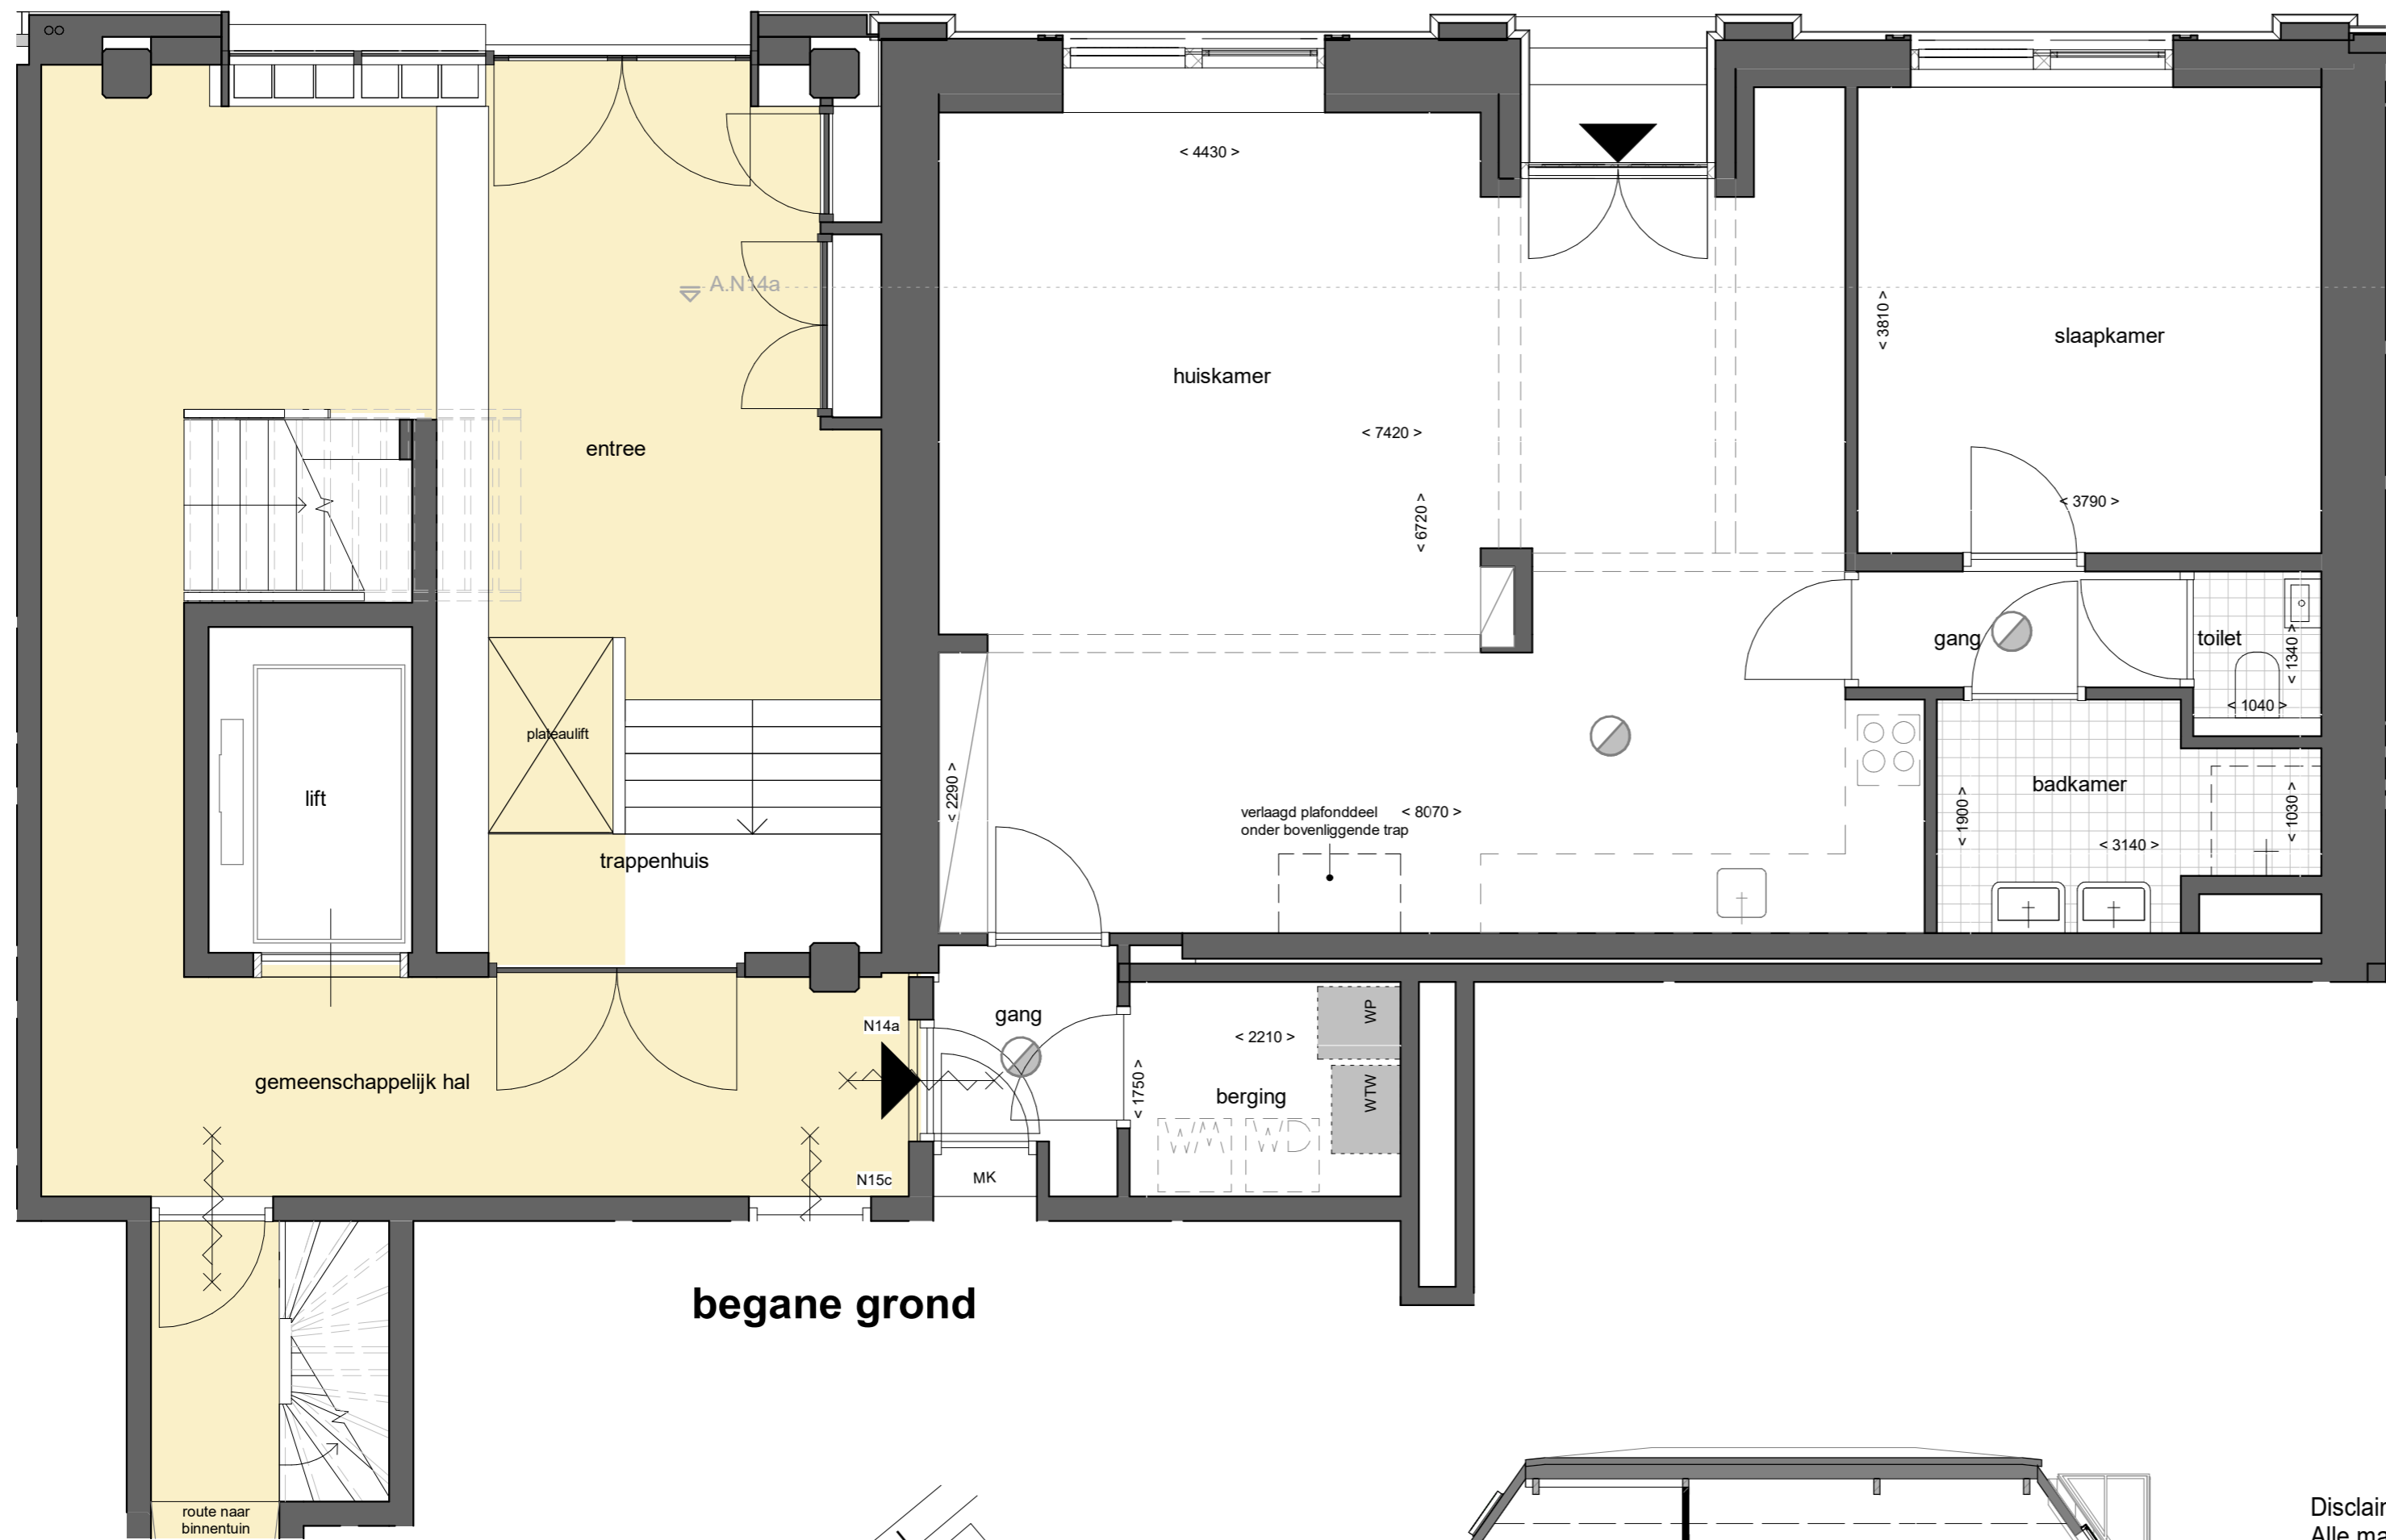 < 4430 >
A.N14a
< 3810 >
slaapkamer
huiskamer
< 7420 >
entree
< 3790 >
< 6720 >
gang
toilet
< 1340 >
< 1040 >
plateaulift
lift
< 2290 >
verlaagd plafonddeel
onder bovenliggende trap
< 8070 >
badkamer
< 1900 >
< 1030 >
< 3140 >
trappenhuis
N14a
gang
< 2210 >
WP
gemeenschappelijk hal
< 1750 >
berging
WTW
WM
WD
N15c
MK
begane grond
route naar
binnentuin